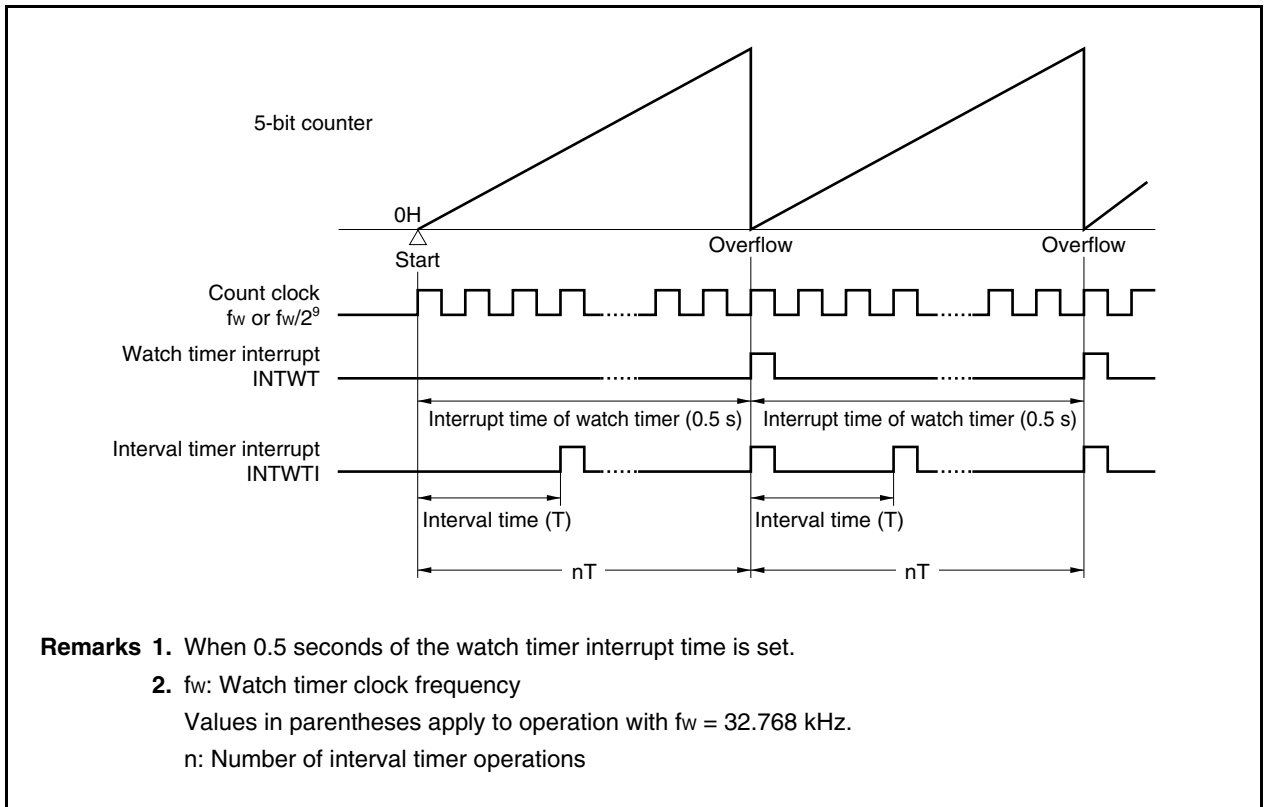 5-bit counter
0H
Start
Overflow
Overflow
Count clock
fw or fw/2⁹
Watch timer interrupt
INTWT
Interrupt time of watch timer (0.5 s)
Interrupt time of watch timer (0.5 s)
Interval timer interrupt
INTWTI
Interval time (T)
Interval time (T)
nT
nT
Remarks 1. When 0.5 seconds of the watch timer interrupt time is set.
2. fw: Watch timer clock frequency
Values in parentheses apply to operation with fw = 32.768 kHz.
n: Number of interval timer operations